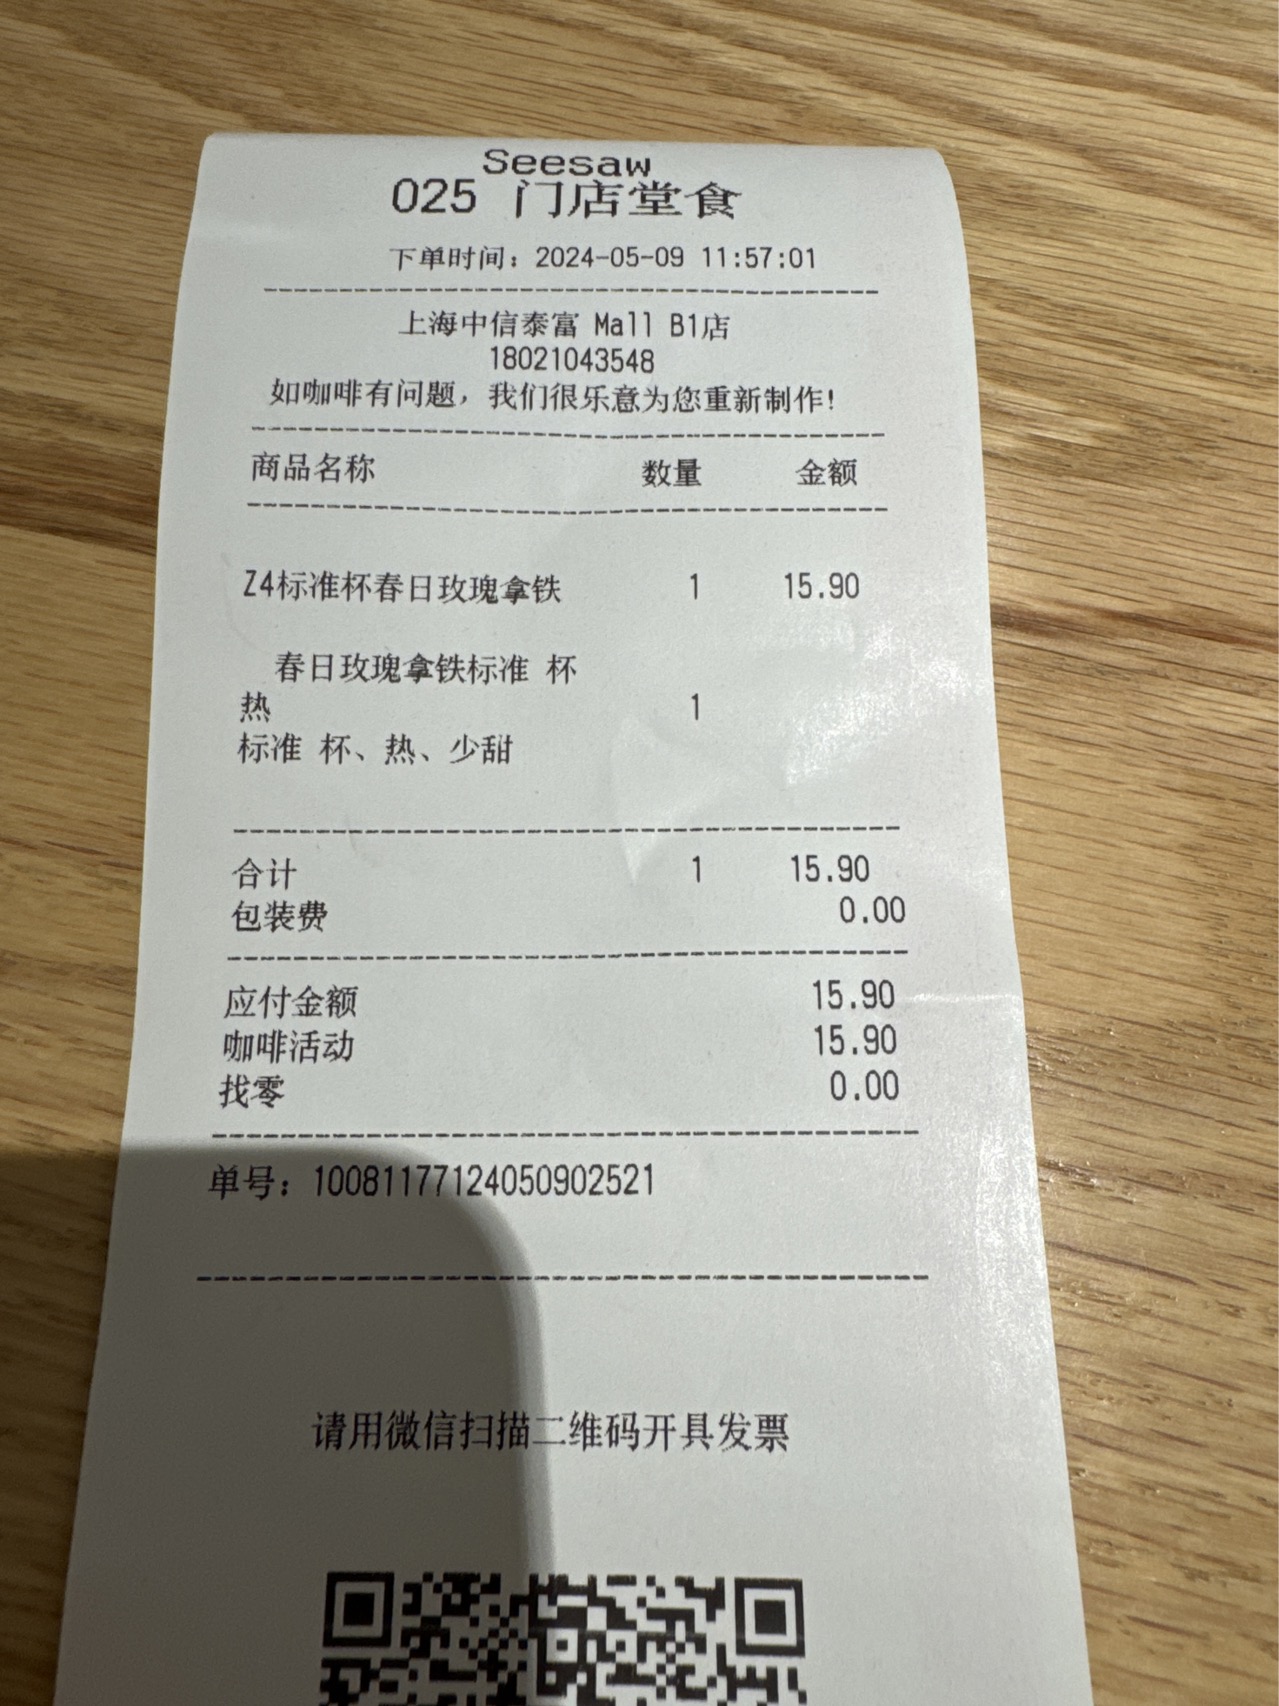 Seesaw
025 门店堂食
下单时间：2024-05-09 11:57:01
上海中信泰富 Mall B1店
18021043548
如咖啡有问题，我们很乐意为您重新制作！
商品名称 数量 金额
Z4标准杯春日玫瑰拿铁 1 15.90
春日玫瑰拿铁标准 杯
热 1
标准 杯、热、少甜
合计 1 15.90
包装费 0.00
应付金额 15.90
咖啡活动 15.90
找零 0.00
单号：10081177124050902521
请用微信扫描二维码开具发票